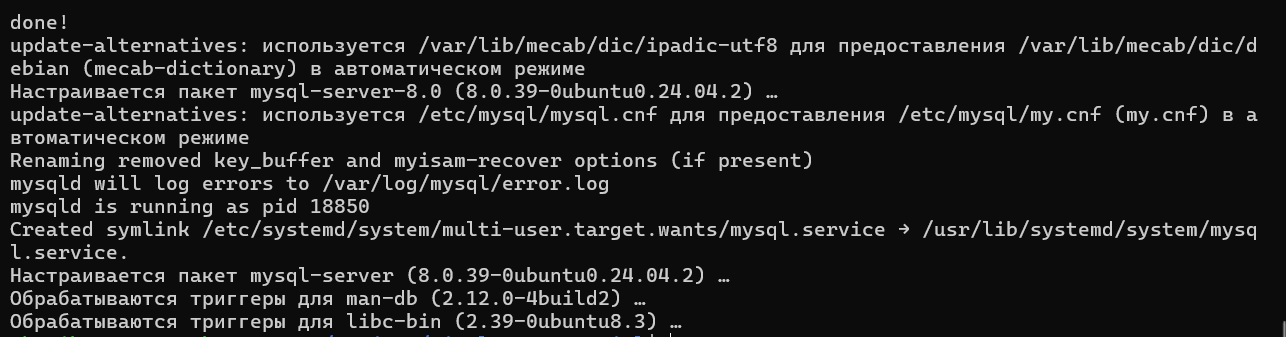 done!
update-alternatives: используется /var/lib/mecab/dic/ipadic-utf8 для предоставления /var/lib/mecab/dic/d
ebian (mecab-dictionary) в автоматическом режиме
Настраивается пакет mysql-server-8.0 (8.0.39-0ubuntu0.24.04.2) …
update-alternatives: используется /etc/mysql/mysql.cnf для предоставления /etc/mysql/my.cnf (my.cnf) в а
втоматическом режиме
Renaming removed key_buffer and myisam-recover options (if present)
mysqld will log errors to /var/log/mysql/error.log
mysqld is running as pid 18850
Created symlink /etc/systemd/system/multi-user.target.wants/mysql.service → /usr/lib/systemd/system/mysq
l.service.
Настраивается пакет mysql-server (8.0.39-0ubuntu0.24.04.2) …
Обрабатываются триггеры для man-db (2.12.0-4build2) …
Обрабатываются триггеры для libc-bin (2.39-0ubuntu8.3) …